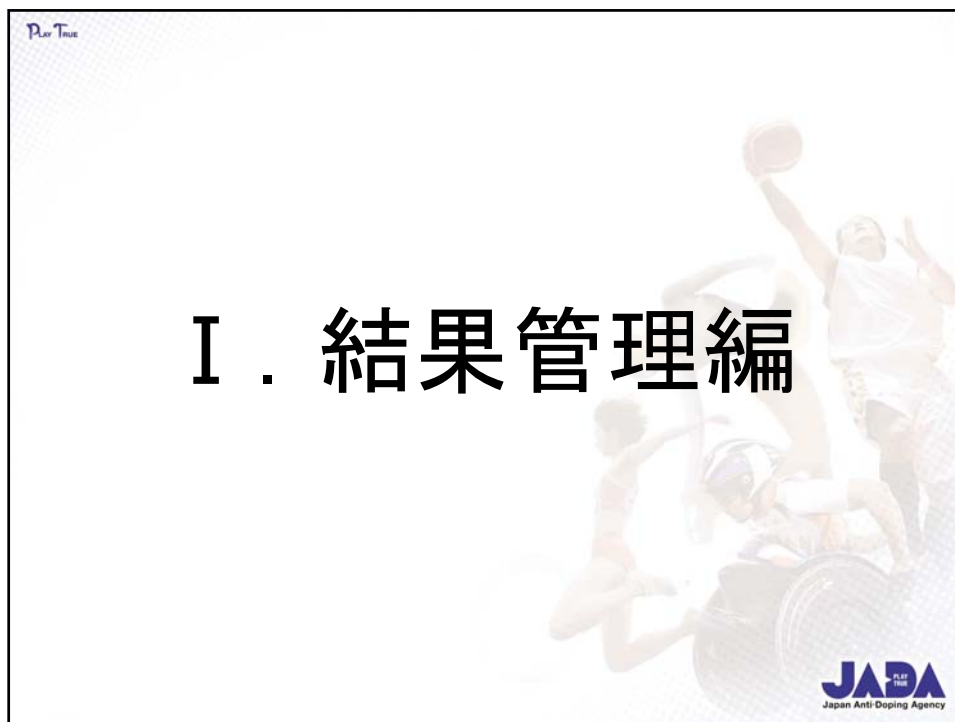 PLAY TRUE
Ⅰ．結果管理編
JADA
PLAY
TRUE
Japan Anti-Doping Agency